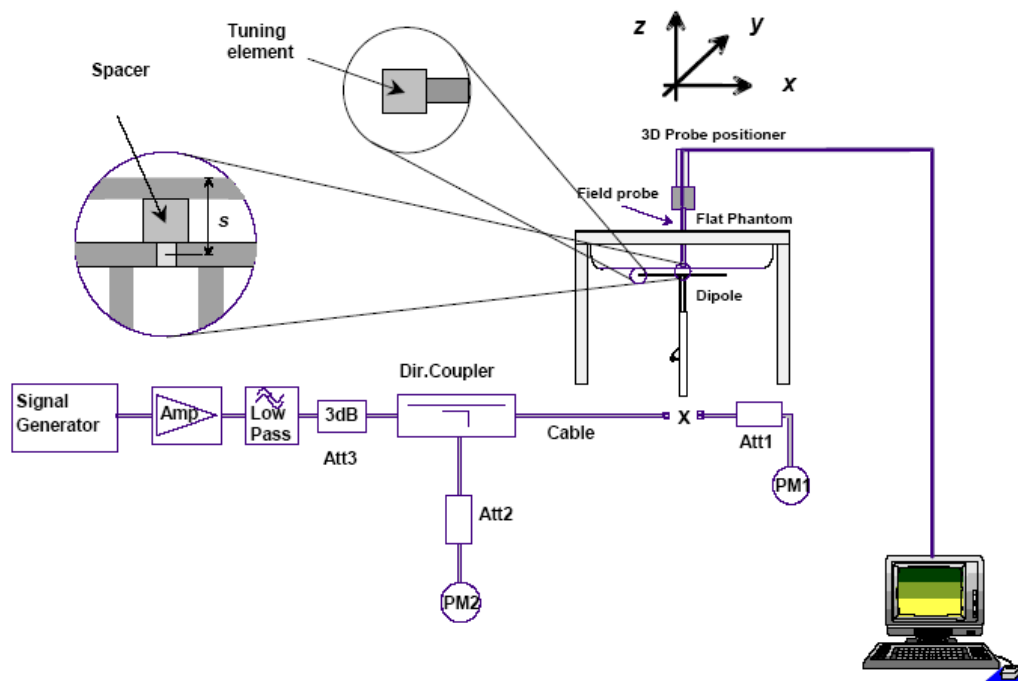 Tuning
element
Spacer
z
y
x
3D Probe positioner
Field probe
Flat Phantom
s
Dipole
Dir.Coupler
Signal
Generator
Amp
Low
Pass
3dB
Att3
Cable
X
Att1
PM1
Att2
PM2